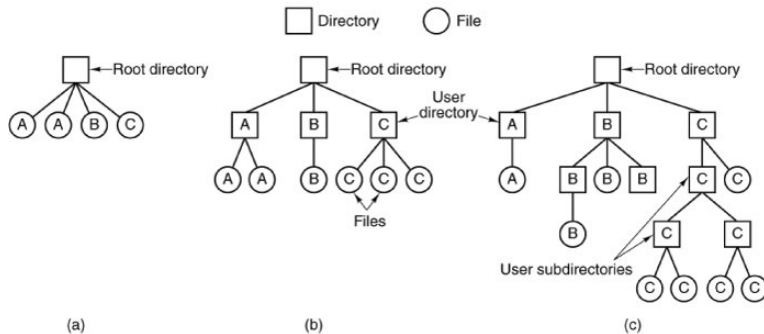 Directory File
Root directory Root directory Root directory
User
directory
A A B C A B C A B C
A A B C C C A B B B C C
Files
B C C
User subdirectories
C C C C
(a) (b) (c)